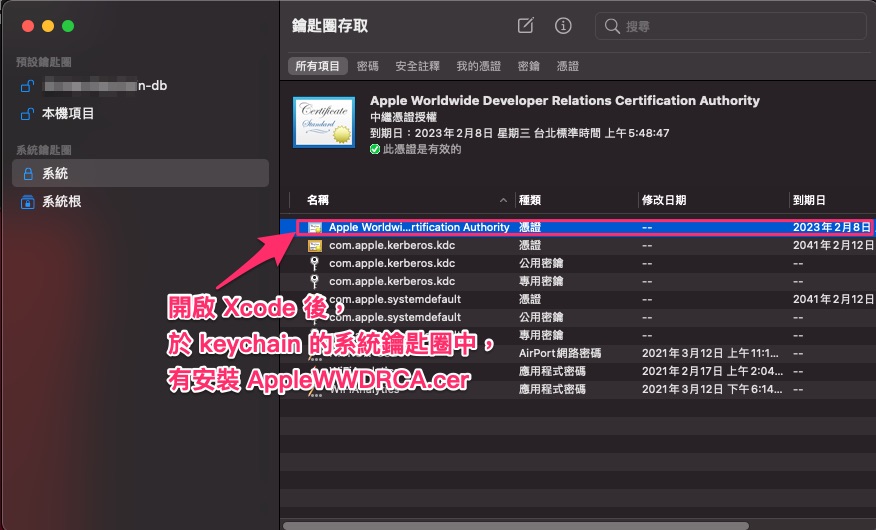 鑰匙圈存取
搜尋
預設鑰匙圈
n-db
本機項目
系統鑰匙圈
系統
系統根
所有項目 密碼 安全註釋 我的憑證 密鑰 憑證
Certificate
Standard
Apple Worldwide Developer Relations Certification Authority
中繼憑證授權
到期日：2023年2月8日 星期三 台北標準時間 上午5:48:47
此憑證是有效的
名稱 種類 修改日期 到期日
Apple Worldwi...rtification Authority 憑證 -- 2023年2月8日
com.apple.kerberos.kdc 憑證 -- 2041年2月12日
com.apple.kerberos.kdc 公用密鑰 -- --
com.apple.kerberos.kdc 專用密鑰 -- --
com.apple.systemdefault 憑證 -- 2041年2月12日
com.apple.systemdefault 公用密鑰 -- --
專用密鑰 -- --
AirPort網路密碼 2021年3月12日 上午11:1... --
應用程式密碼 2021年2月17日 上午2:04... --
WiFiAnalytics 應用程式密碼 2021年3月12日 下午6:14... --
開啟 Xcode 後，
於 keychain 的系統鑰匙圈中，
有安裝 AppleWWDRCA.cer